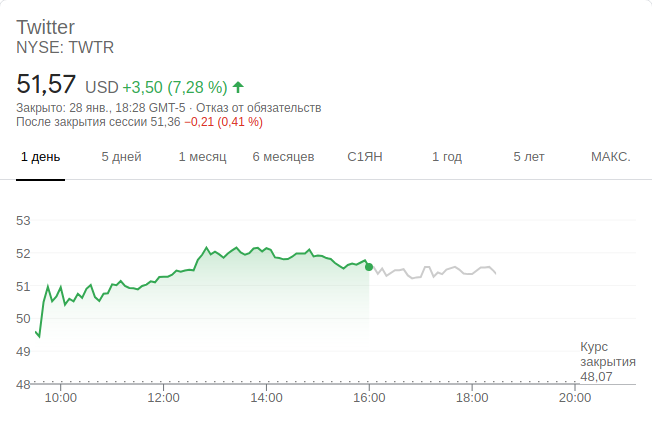 Twitter
NYSE: TWTR
51,57 USD +3,50 (7,28 %)
Закрыто: 28 янв., 18:28 GMT-5 · Отказ от обязательств
После закрытия сессии 51,36 −0,21 (0,41 %)
1 день 5 дней 1 месяц 6 месяцев С1ЯН 1 год 5 лет МАКС.
53
52
51
50
49
Курс
закрытия
48,07
48
10:00 12:00 14:00 16:00 18:00 20:00